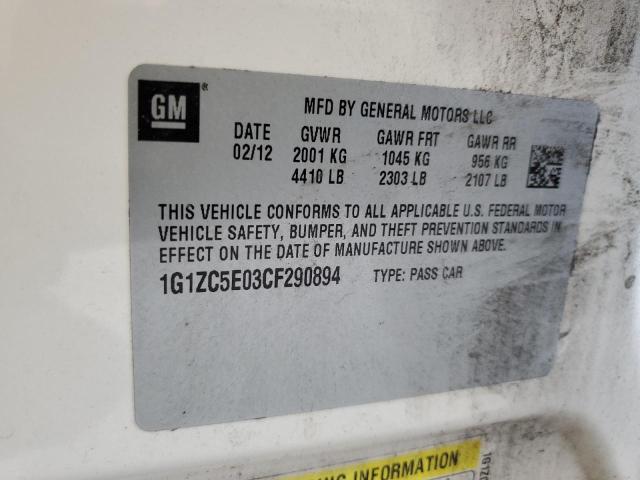 GM ®
MFD BY GENERAL MOTORS LLC
DATE GVWR GAWR FRT GAWR RR
02/12 2001 KG 1045 KG 956 KG
4410 LB 2303 LB 2107 LB
THIS VEHICLE CONFORMS TO ALL APPLICABLE U.S. FEDERAL MOTOR
VEHICLE SAFETY, BUMPER, AND THEFT PREVENTION STANDARDS IN
EFFECT ON THE DATE OF MANUFACTURE SHOWN ABOVE.
1G1ZC5E03CF290894 TYPE: PASS CAR
ING INFORMATION
1G1ZC